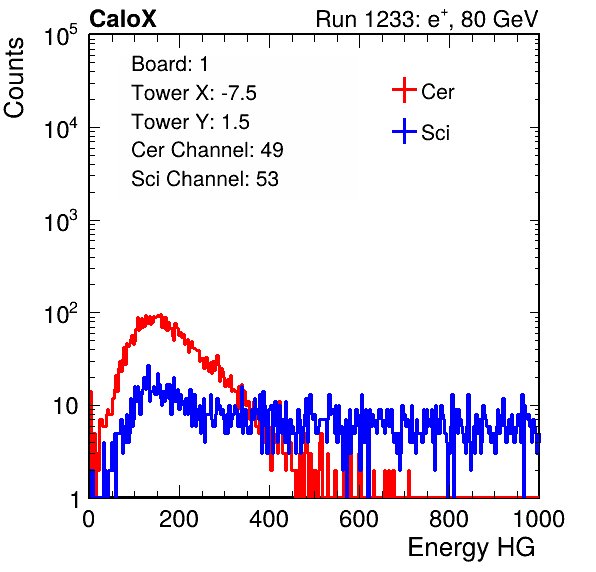 CaloX Run 1233: e⁺, 80 GeV
Board: 1
Tower X: -7.5
Tower Y: 1.5
Cer Channel: 49
Sci Channel: 53
Cer
Sci
Counts
10⁵
10⁴
10³
10²
10
1
0 200 400 600 800 1000
Energy HG